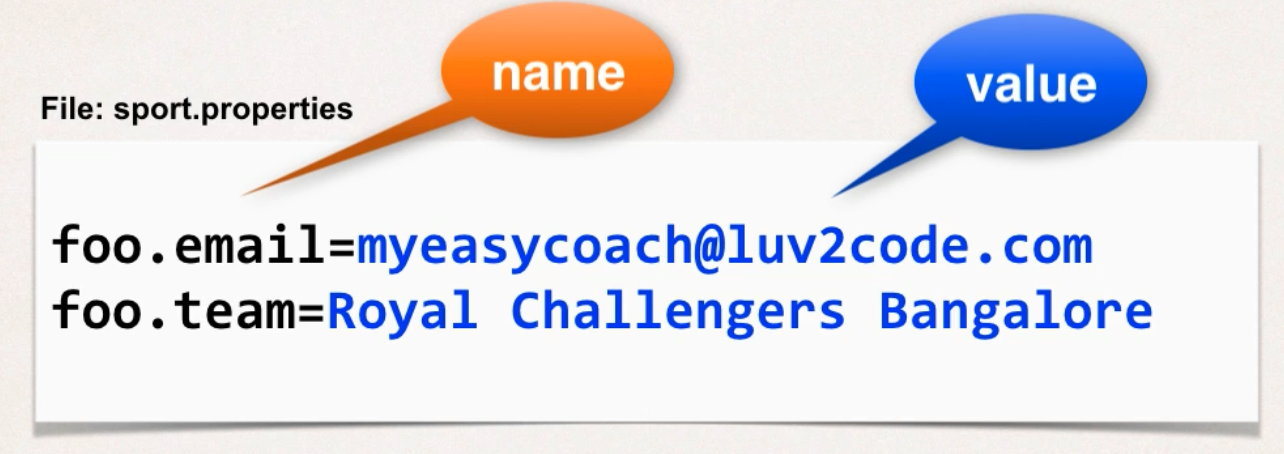 name
value
File: sport.properties
foo.email=myeasycoach@luv2code.com
foo.team=Royal Challengers Bangalore